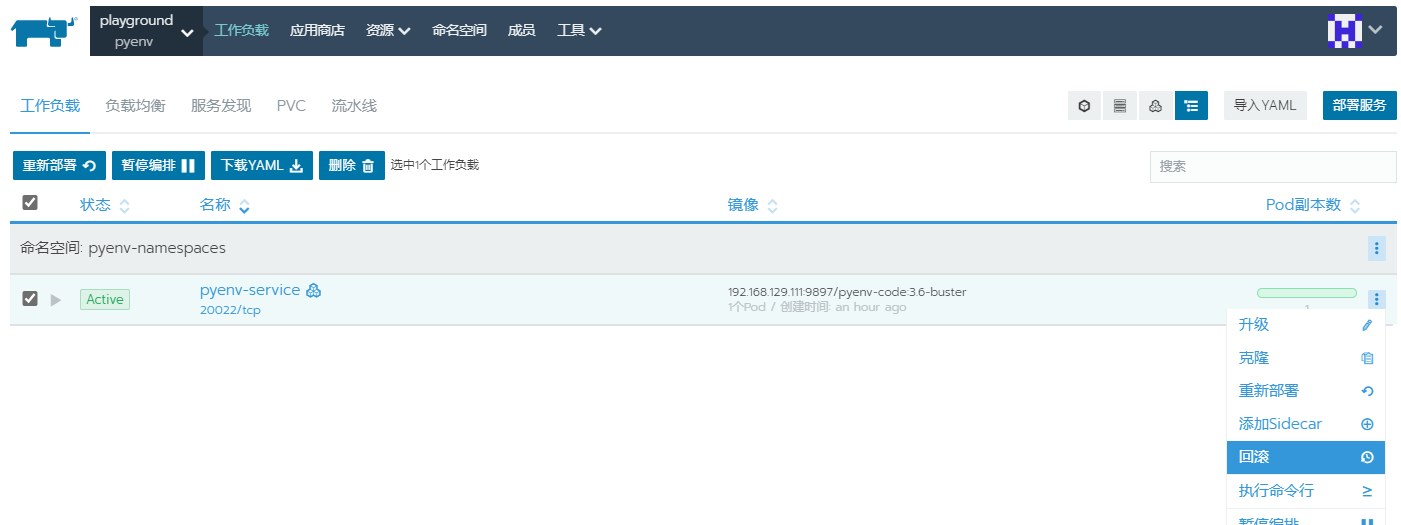 playground
pyenv
工作负载 应用商店 资源 命名空间 成员 工具
工作负载 负载均衡 服务发现 PVC 流水线
导入YAML 部署服务
重新部署 暂停编排 下载YAML 删除 选中1个工作负载
搜索
状态 名称 镜像 Pod副本数
命名空间: pyenv-namespaces
Active
pyenv-service
20022/tcp
192.168.129.111:9897/pyenv-code:3.6-buster
1个Pod / 创建时间: an hour ago
1
升级
克隆
重新部署
添加Sidecar
回滚
执行命令行
暂停编排